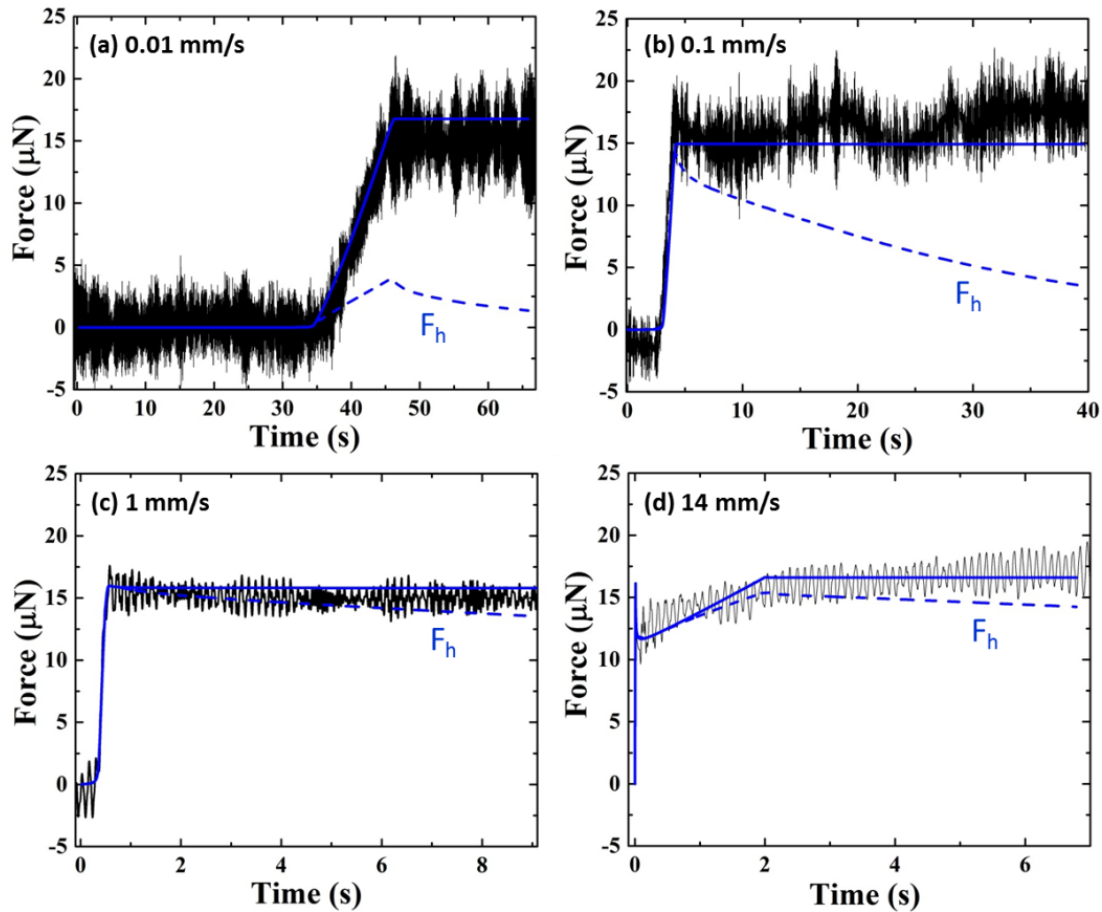 (a) 0.01 mm/s
Force (µN)
25
20
15
10
5
0
-5
F_h
0 10 20 30 40 50 60
Time (s)
(b) 0.1 mm/s
Force (µN)
25
20
15
10
5
0
-5
F_h
0 10 20 30 40
Time (s)
(c) 1 mm/s
Force (µN)
25
20
15
10
5
0
-5
F_h
0 2 4 6 8
Time (s)
(d) 14 mm/s
Force (µN)
25
20
15
10
5
0
-5
F_h
0 2 4 6
Time (s)